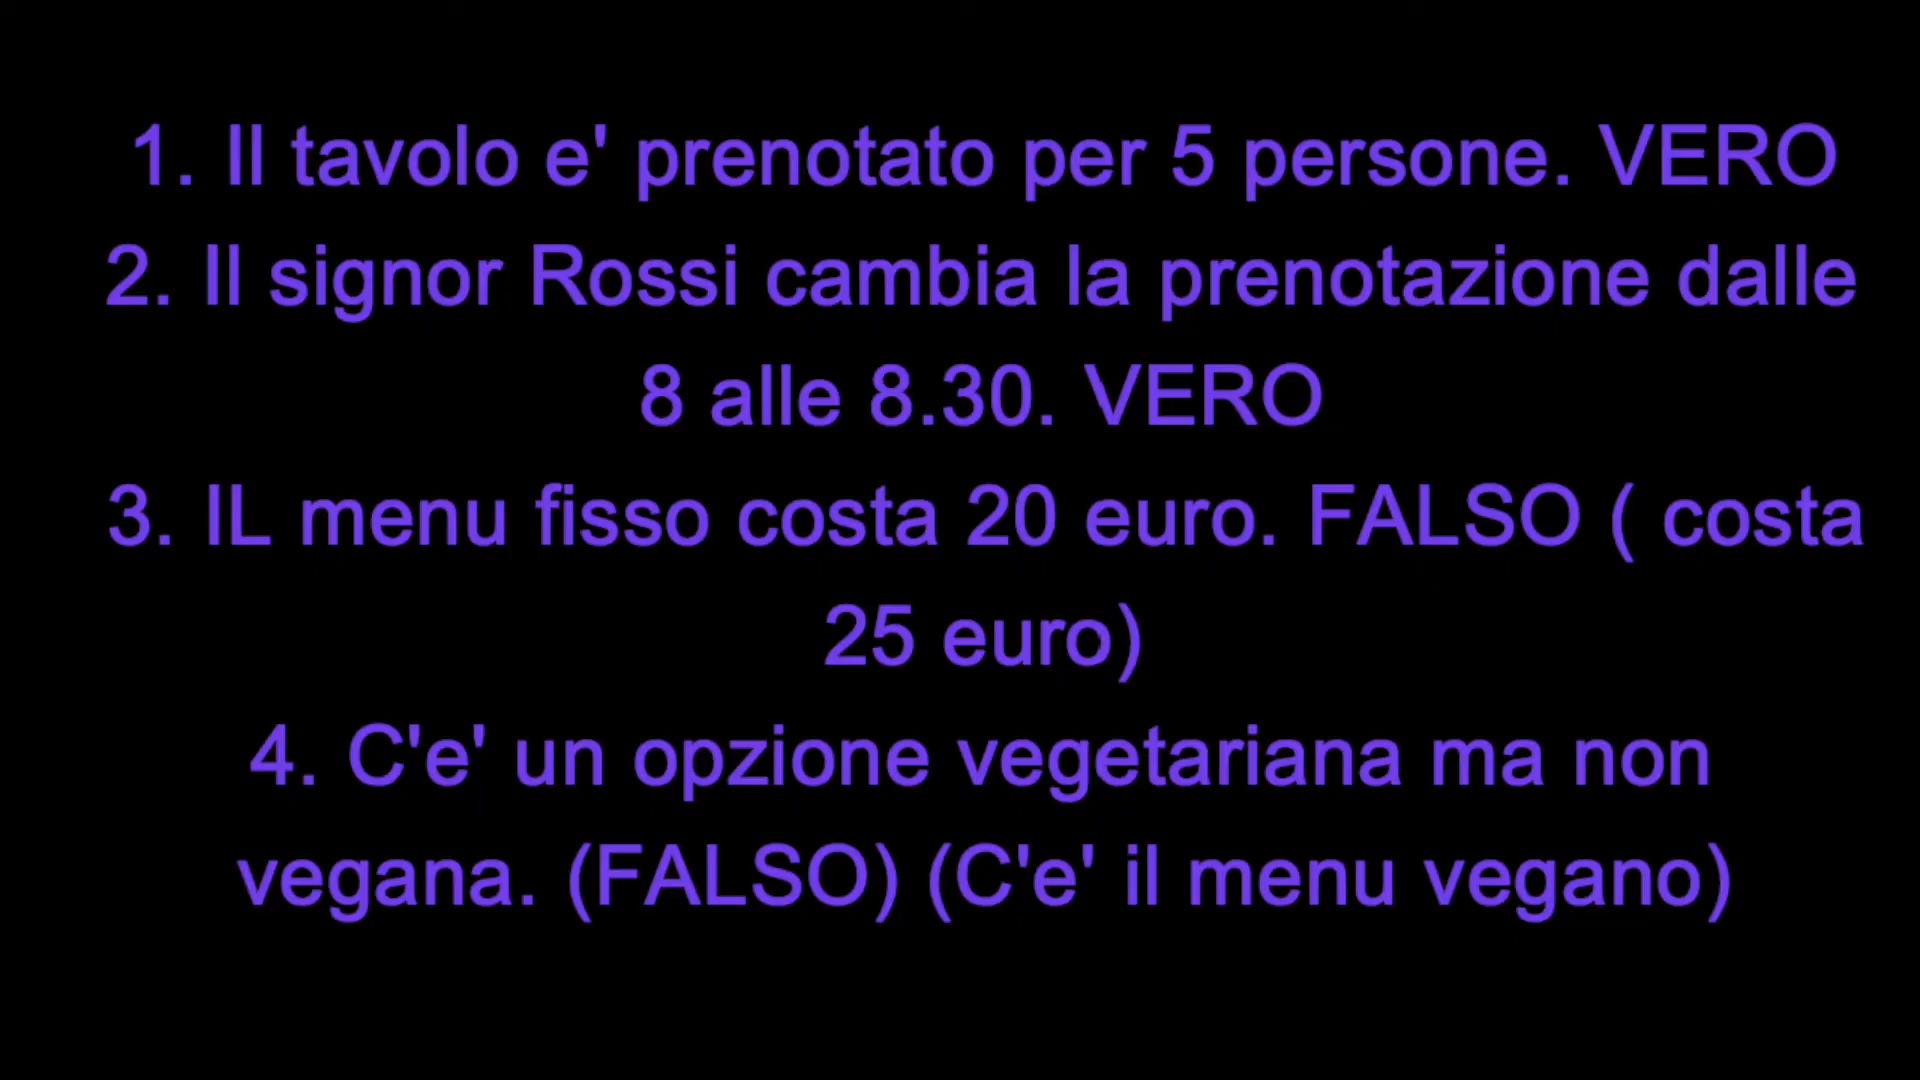 1. Il tavolo e' prenotato per 5 persone. VERO
2. Il signor Rossi cambia la prenotazione dalle
8 alle 8.30. VERO
3. IL menu fisso costa 20 euro. FALSO ( costa
25 euro)
4. C'e' un opzione vegetariana ma non
vegana. (FALSO) (C'e' il menu vegano)